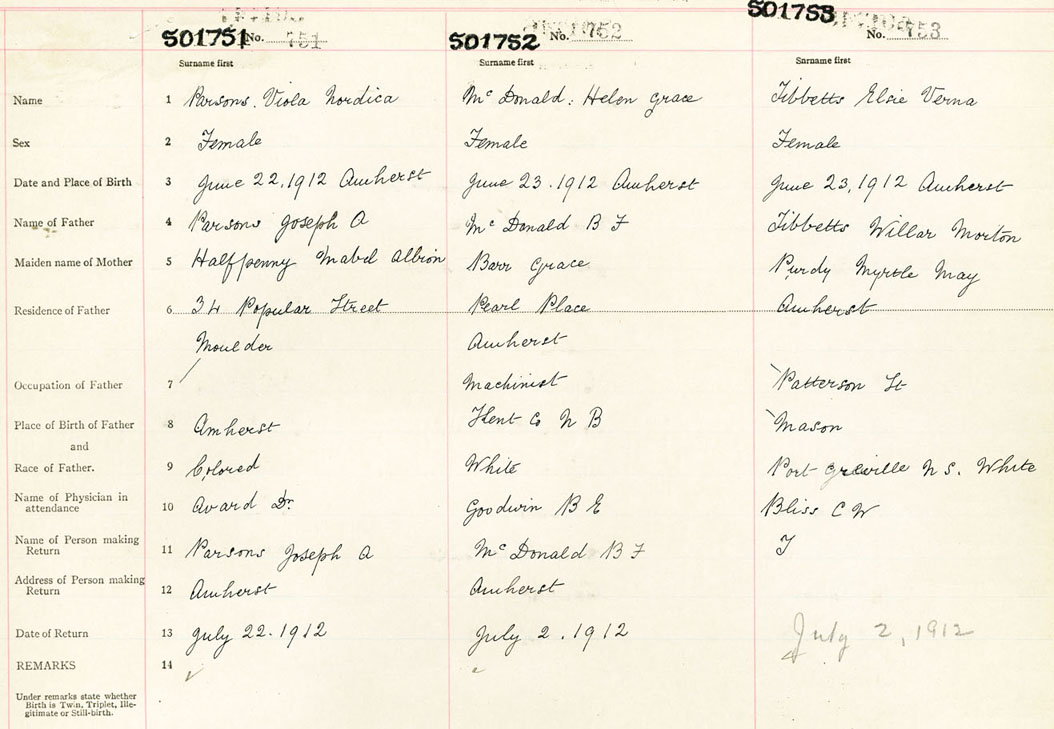 S01751 No. 751 S01752 No. 752 S01753 No. 753
Surname first Surname first Surname first
Name 1 Parsons. Viola Nordica McDonald: Helen Grace Tibbetts Elsie Verna
Sex 2 Female Female Female
Date and Place of Birth 3 June 22, 1912 Amherst June 23. 1912 Amherst June 23, 1912 Amherst
Name of Father 4 Parsons Joseph A McDonald B F Tibbetts Willar Morton
Maiden name of Mother 5 Halfpenny Mabel Albion Barr Grace Purdy Myrtle May
Residence of Father 6 34 Popular Street Pearl Place Amherst
Moulder Amherst
Occupation of Father 7 Machinist Patterson St
Place of Birth of Father 8 Amherst Kent Co N B Mason
and
Race of Father. 9 Colored White Port Greville N S. White
Name of Physician in attendance 10 Avard Dr. Goodwin B E Bliss C W
Name of Person making Return 11 Parsons Joseph A McDonald B F T
Address of Person making Return 12 Amherst Amherst
Date of Return 13 July 22. 1912 July 2. 1912 July 2, 1912
REMARKS 14
Under remarks state whether
Birth is Twin, Triplet, Ille-
gitimate or Still-birth.